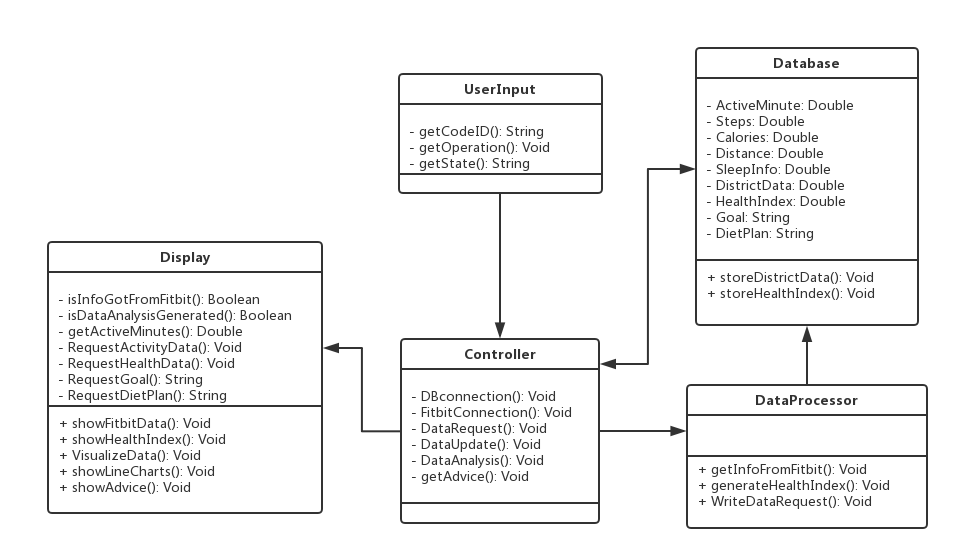 Database
- ActiveMinute: Double
- Steps: Double
- Calories: Double
- Distance: Double
- SleepInfo: Double
- DistrictData: Double
- HealthIndex: Double
- Goal: String
- DietPlan: String
+ storeDistrictData(): Void
+ storeHealthIndex(): Void
UserInput
- getCodeID(): String
- getOperation(): Void
- getState(): String
Display
- isInfoGotFromFitbit(): Boolean
- isDataAnalysisGenerated(): Boolean
- getActiveMinutes(): Double
- RequestActivityData(): Void
- RequestHealthData(): Void
- RequestGoal(): String
- RequestDietPlan(): String
+ showFitbitData(): Void
+ showHealthIndex(): Void
+ VisualizeData(): Void
+ showLineCharts(): Void
+ showAdvice(): Void
Controller
- DBconnection(): Void
- FitbitConnection(): Void
- DataRequest(): Void
- DataUpdate(): Void
- DataAnalysis(): Void
- getAdvice(): Void
DataProcessor
+ getInfoFromFitbit(): Void
+ generateHealthIndex(): Void
+ WriteDataRequest(): Void